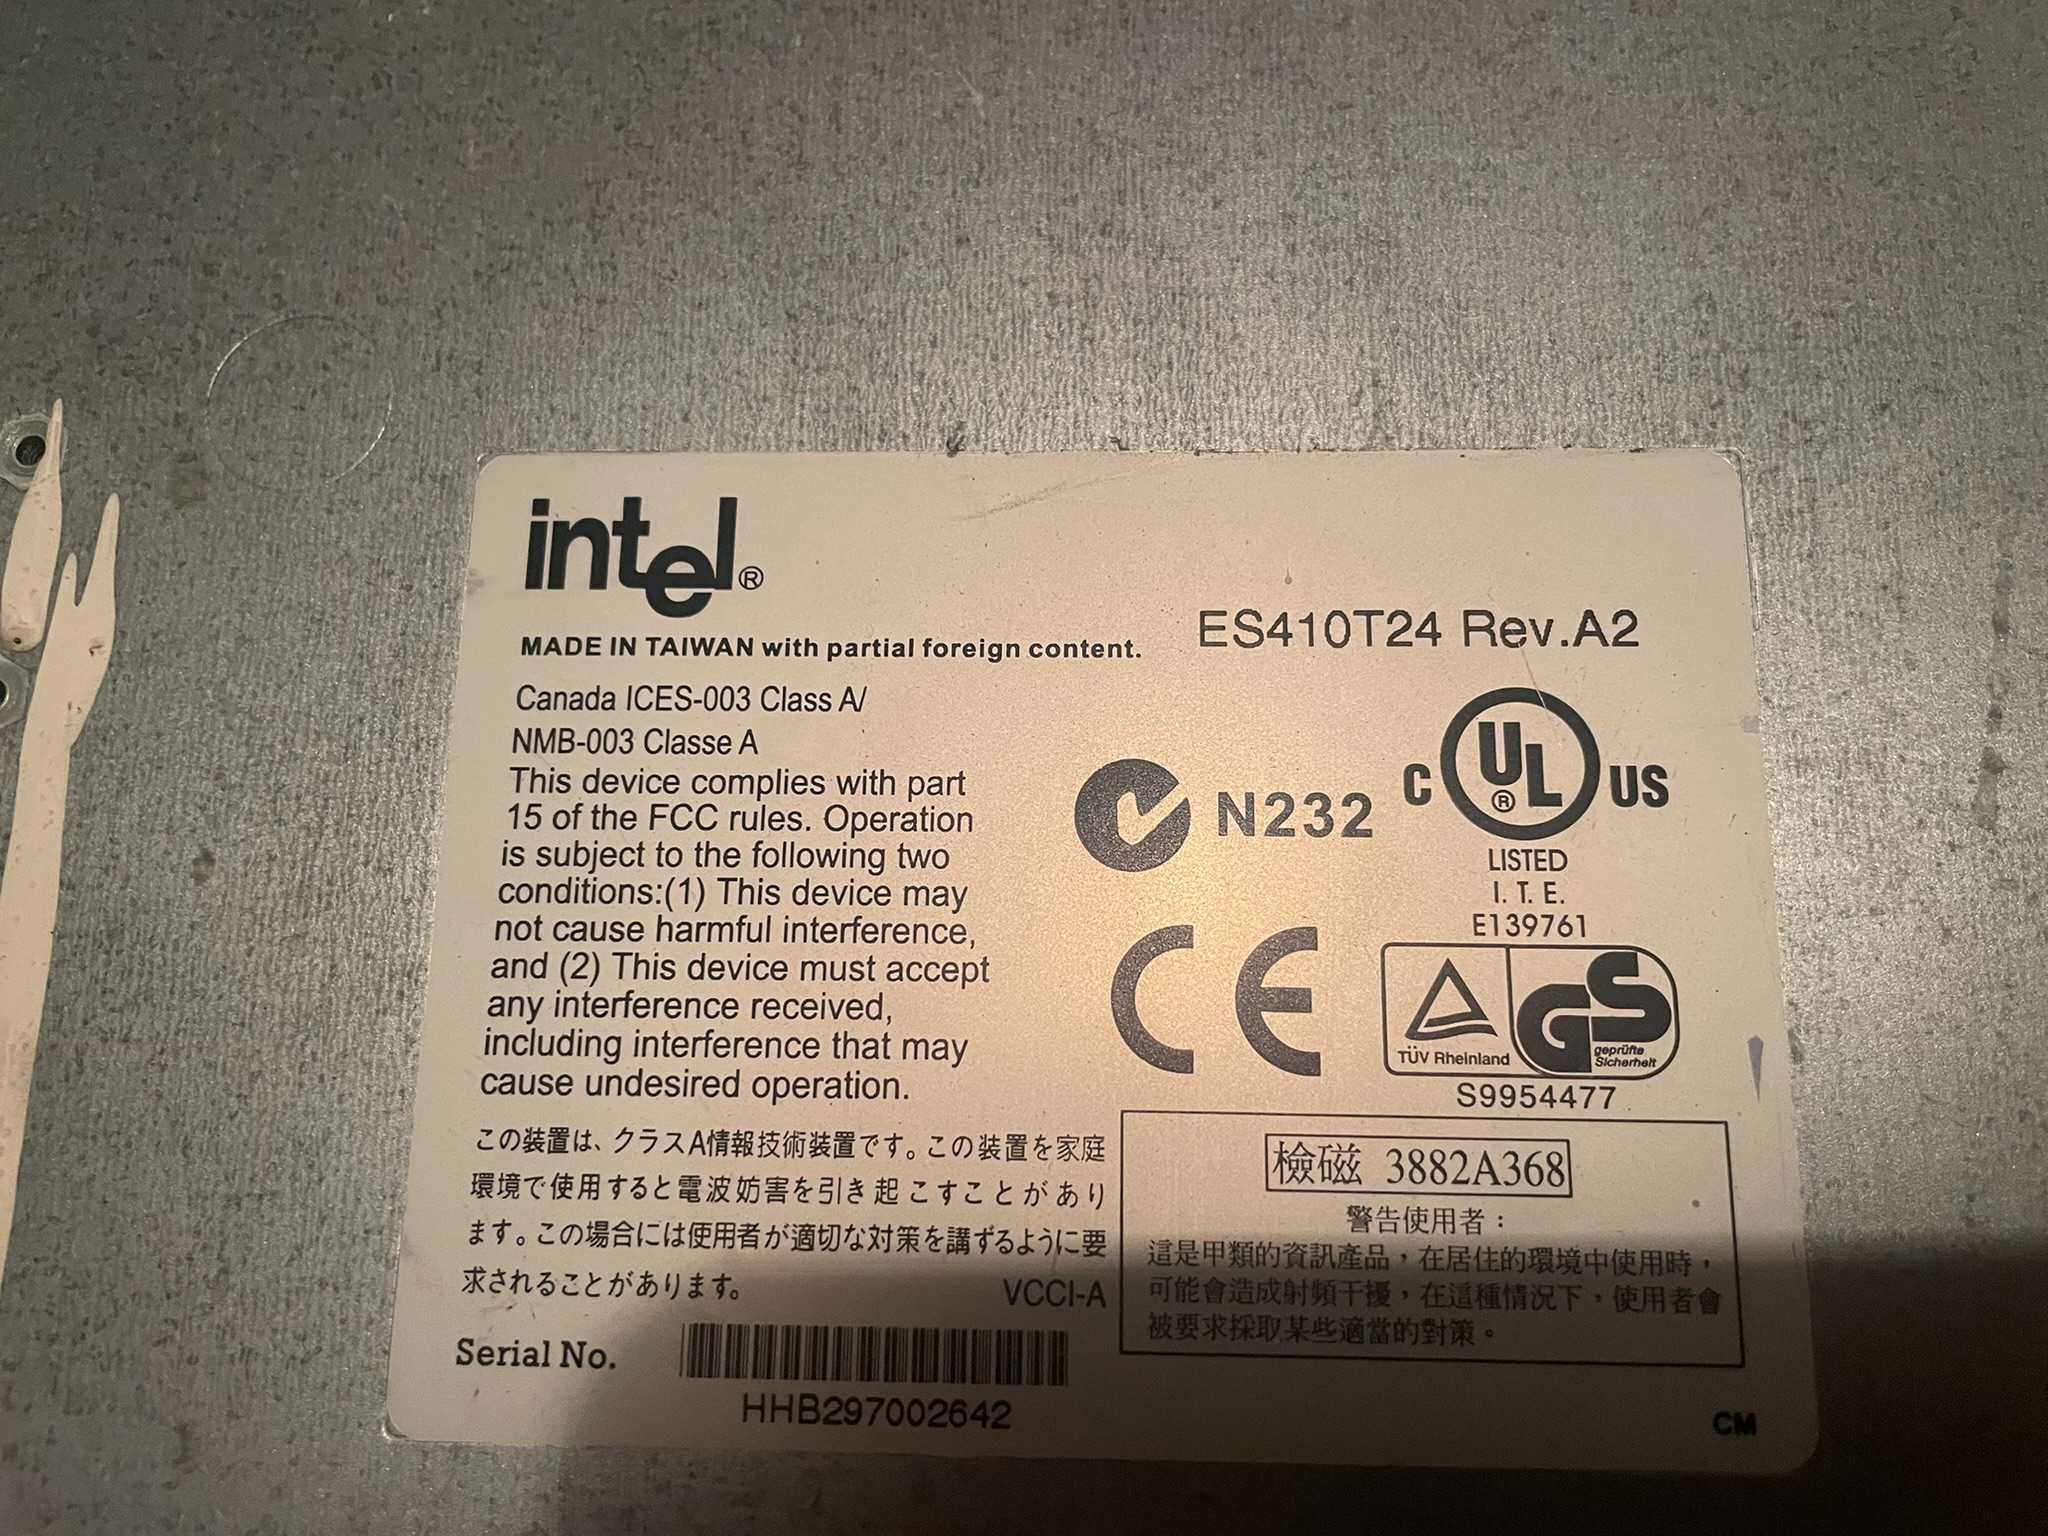 intel®
MADE IN TAIWAN with partial foreign content.
ES410T24 Rev.A2
Canada ICES-003 Class A/
NMB-003 Classe A
This device complies with part
15 of the FCC rules. Operation
is subject to the following two
conditions:(1) This device may
not cause harmful interference,
and (2) This device must accept
any interference received,
including interference that may
cause undesired operation.
N232
C UL® US
LISTED
I. T. E.
E139761
CE
TÜV Rheinland
GS
geprüfte
Sicherheit
S9954477
この装置は、クラスA情報技術装置です。この装置を家庭
環境で使用すると電波妨害を引き起こすことがあり
ます。この場合には使用者が適切な対策を講ずるように要
求されることがあります。
VCCI-A
檢磁 3882A368
警告使用者：
這是甲類的資訊產品，在居住的環境中使用時，
可能會造成射頻干擾，在這種情況下，使用者會
被要求採取某些適當的對策。
Serial No.
HHB297002642
CM